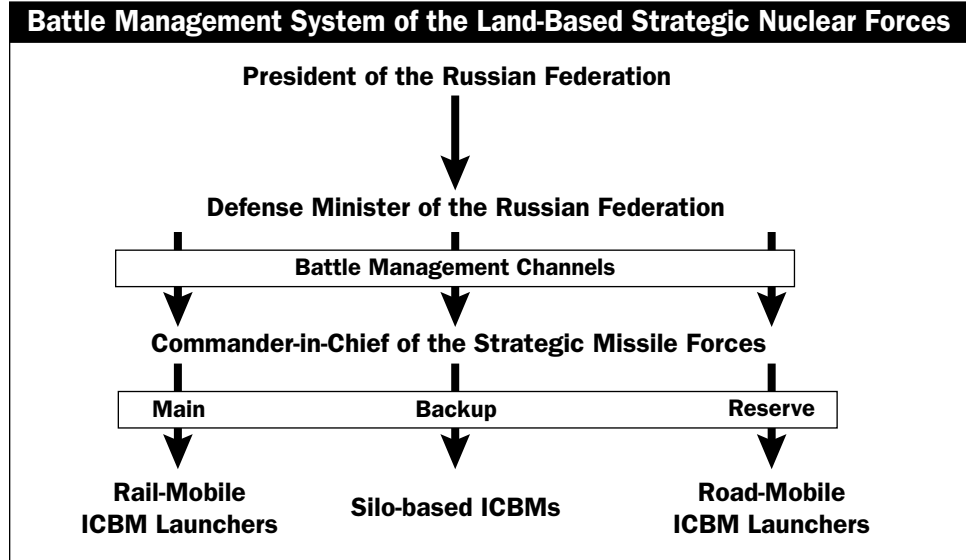 Battle Management System of the Land-Based Strategic Nuclear Forces
President of the Russian Federation
Defense Minister of the Russian Federation
Battle Management Channels
Commander-in-Chief of the Strategic Missile Forces
Main Backup Reserve
Rail-Mobile
ICBM Launchers
Silo-based ICBMs
Road-Mobile
ICBM Launchers